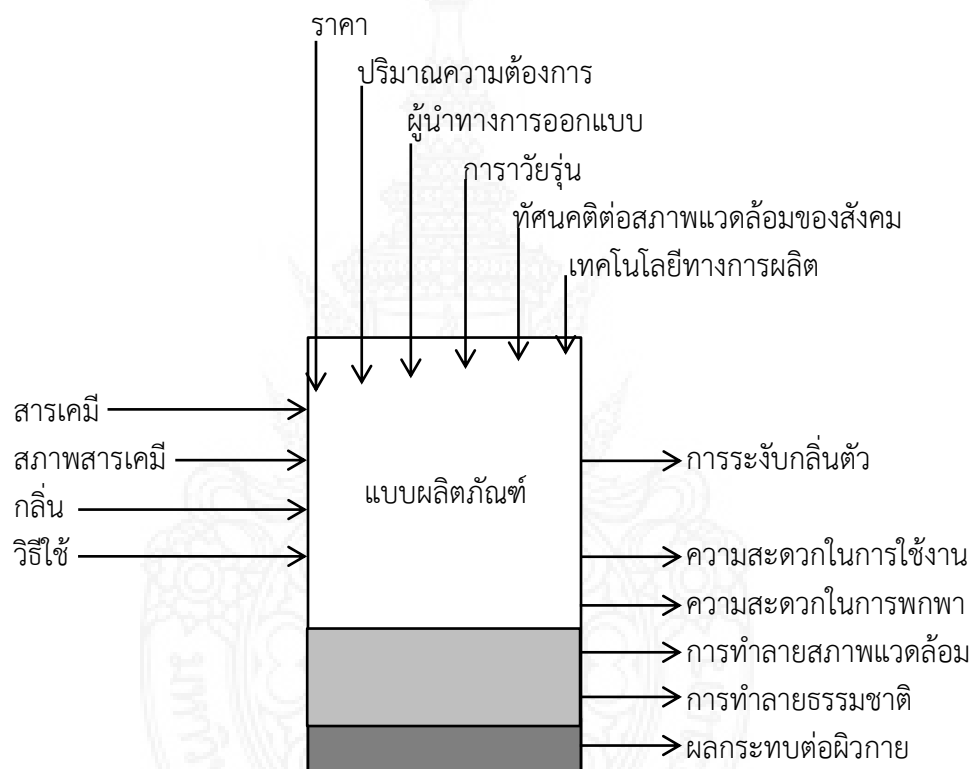 ราคา
ปริมาณความต้องการ
ผู้นำทางการออกแบบ
การาวัยรุ่น
ทัศนคติต่อสภาพแวดล้อมของสังคม
เทคโนโลยีทางการผลิต
สารเคมี
สภาพสารเคมี
กลิ่น
วิธีใช้
แบบผลิตภัณฑ์
การระงับกลิ่นตัว
ความสะดวกในการใช้งาน
ความสะดวกในการพกพา
การทำลายสภาพแวดล้อม
การทำลายธรรมชาติ
ผลกระทบต่อผิวกาย